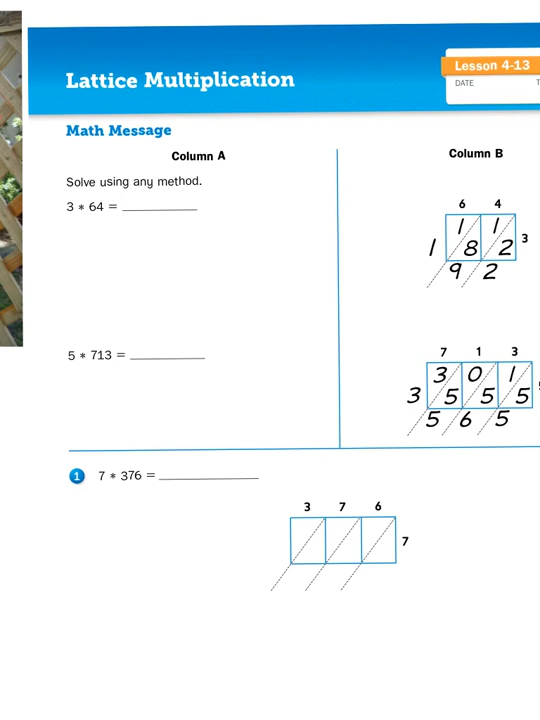 Lattice Multiplication
Lesson 4-13
DATE T
Math Message
Column A
Column B
Solve using any method.
3 * 64 = ________
6 4
1 1
3
1 8 2
9 2
5 * 713 = ________
7 1 3
3 0 1
3 5 5 5
5 6 5
1 7 * 376 = ________
3 7 6
7